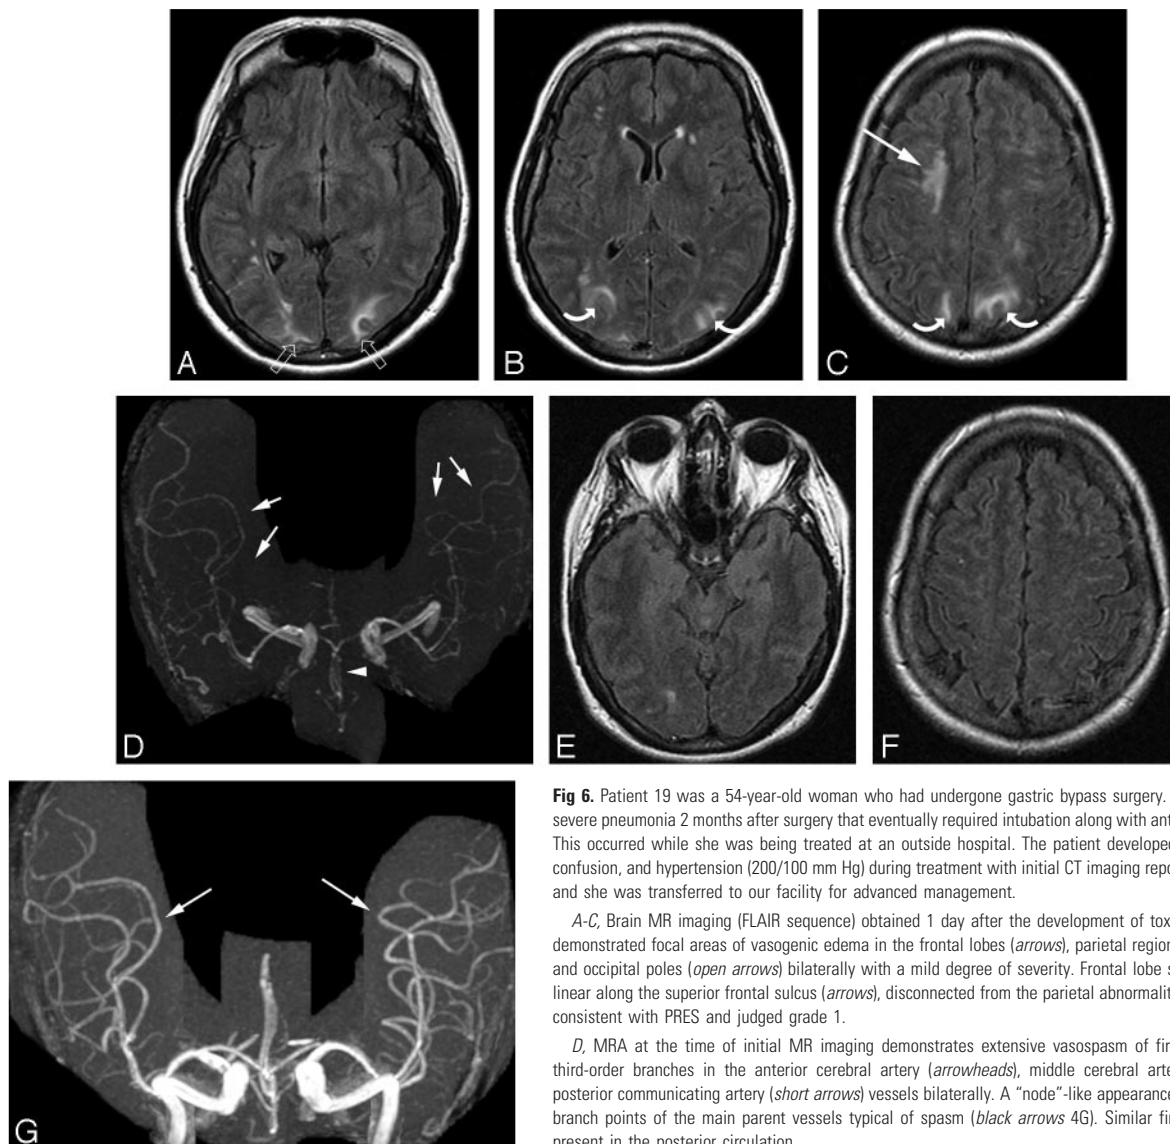 A
B
C
D
E
F
G
Fig 6. Patient 19 was a 54-year-old woman who had undergone gastric bypass surgery.
severe pneumonia 2 months after surgery that eventually required intubation along with
This occurred while she was being treated at an outside hospital. The patient developed
confusion, and hypertension (200/100 mm Hg) during treatment with initial CT imaging
and she was transferred to our facility for advanced management.
A-C, Brain MR imaging (FLAIR sequence) obtained 1 day after the development of
demonstrated focal areas of vasogenic edema in the frontal lobes (arrows), parietal
and occipital poles (open arrows) bilaterally with a mild degree of severity. Frontal lobe
linear along the superior frontal sulcus (arrows), disconnected from the parietal
consistent with PRES and judged grade 1.
D, MRA at the time of initial MR imaging demonstrates extensive vasospasm of
third-order branches in the anterior cerebral artery (arrowheads), middle cerebral
posterior communicating artery (short arrows) vessels bilaterally. A “node”-like appearance
branch points of the main parent vessels typical of spasm (black arrows 4G). Similar
present in the posterior circulation.